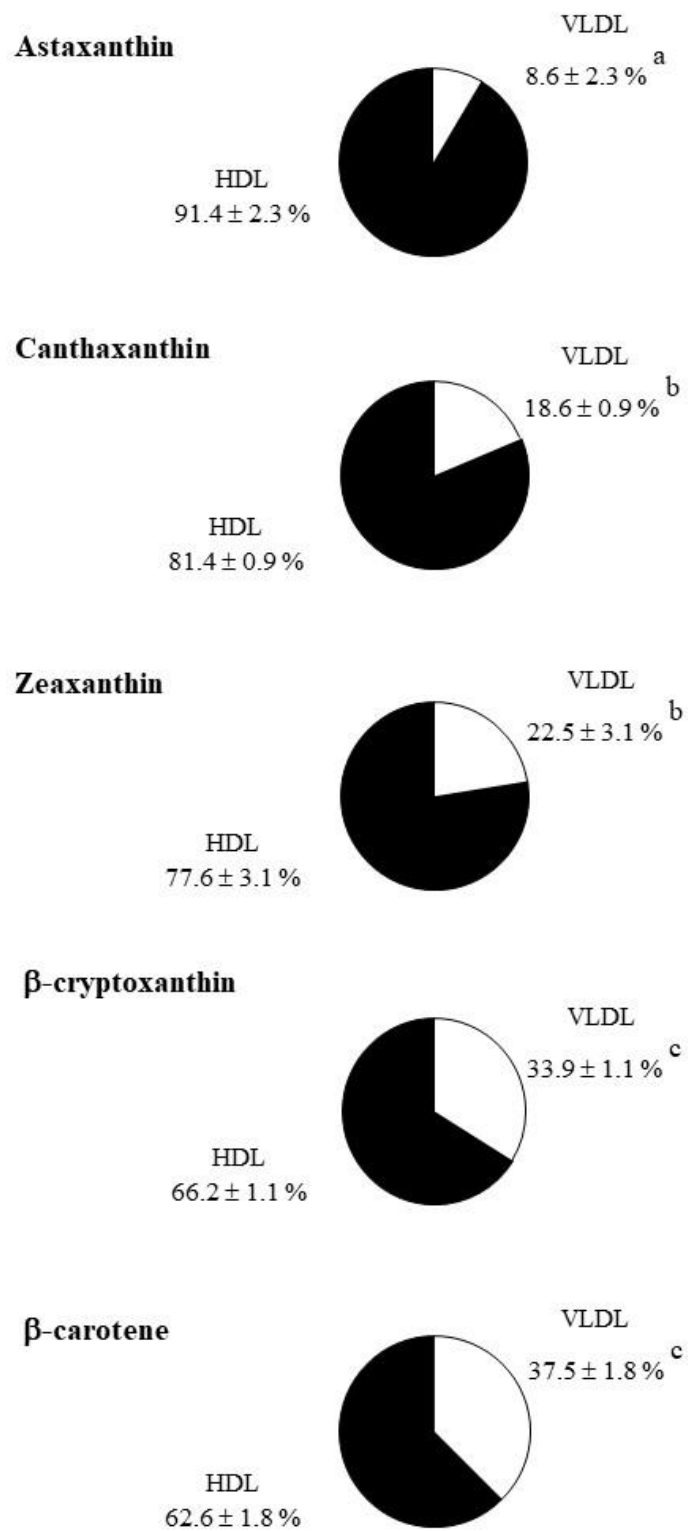 Astaxanthin
VLDL
8.6 ± 2.3 % a
HDL
91.4 ± 2.3 %
Canthaxanthin
VLDL
18.6 ± 0.9 % b
HDL
81.4 ± 0.9 %
Zeaxanthin
VLDL
22.5 ± 3.1 % b
HDL
77.6 ± 3.1 %
β-cryptoxanthin
VLDL
33.9 ± 1.1 % c
HDL
66.2 ± 1.1 %
β-carotene
VLDL
37.5 ± 1.8 % c
HDL
62.6 ± 1.8 %